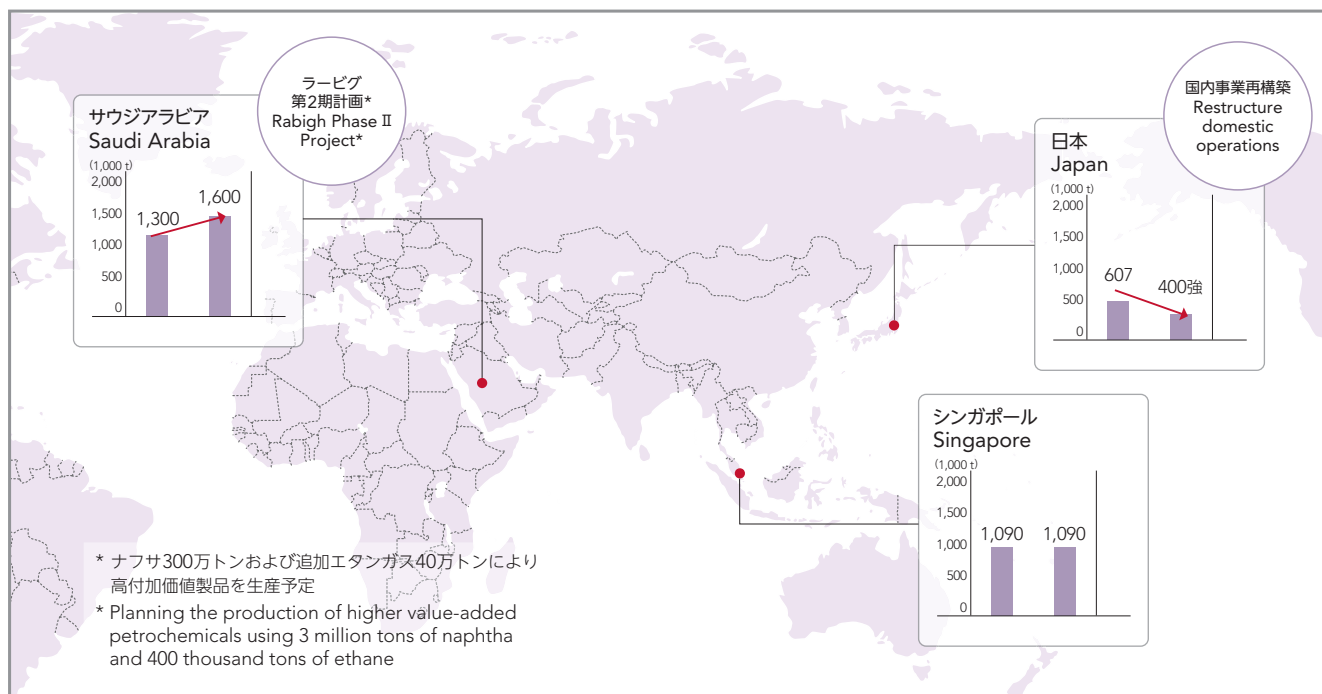 サウジアラビア
Saudi Arabia
(1,000 t)
2,000
1,500
1,000
500
0
1,300
1,600
ラービグ
第2期計画*
Rabigh Phase Ⅱ
Project*
国内事業再構築
Restructure
domestic
operations
日本
Japan
(1,000 t)
2,000
1,500
1,000
500
0
607
400強
シンガポール
Singapore
(1,000 t)
2,000
1,500
1,000
500
0
1,090
1,090
* ナフサ300万トンおよび追加エタンガス40万トンにより
高付加価値製品を生産予定
* Planning the production of higher value-added
petrochemicals using 3 million tons of naphtha
and 400 thousand tons of ethane